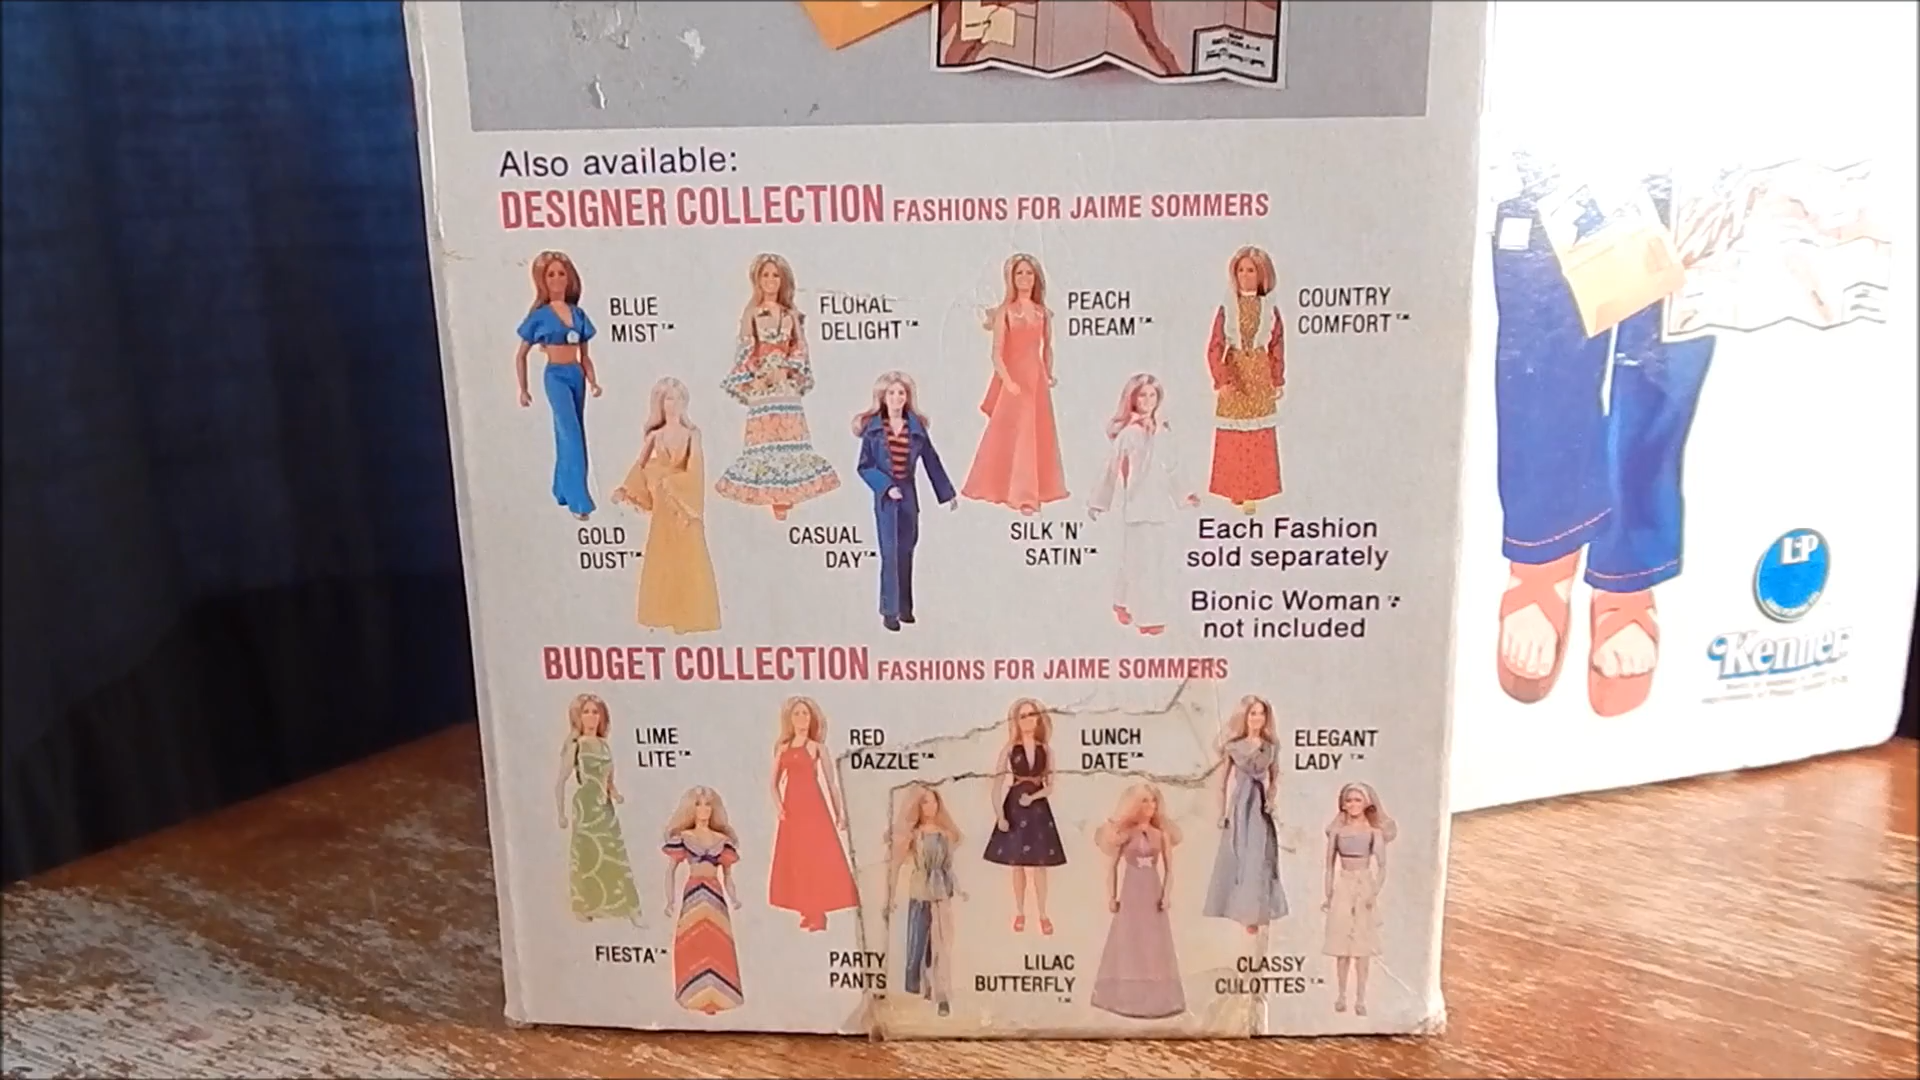 Also available:
DESIGNER COLLECTION FASHIONS FOR JAIME SOMMERS
BLUE
MIST™
FLORAL
DELIGHT™
PEACH
DREAM™
COUNTRY
COMFORT™
GOLD
DUST™
CASUAL
DAY™
SILK 'N'
SATIN™
Each Fashion
sold separately
Bionic Woman
not included
BUDGET COLLECTION FASHIONS FOR JAIME SOMMERS
LIME
LITE™
RED
DAZZLE™
LUNCH
DATE™
ELEGANT
LADY™
FIESTA™
PARTY
PANTS
™
LILAC
BUTTERFLY
™
CLASSY
CULOTTES™
Kenner